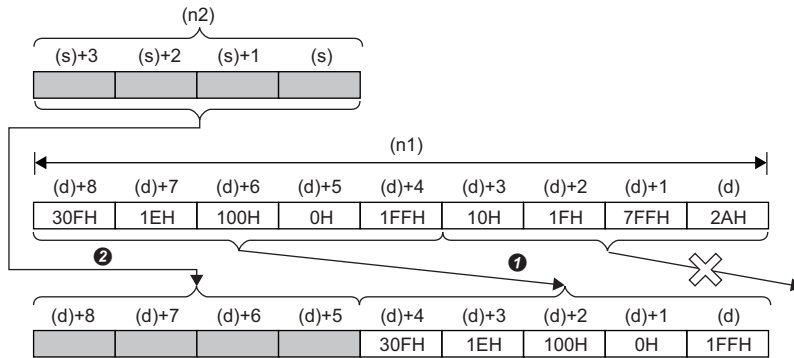 (n2)
(s)+3 (s)+2 (s)+1 (s)
(n1)
(d)+8 (d)+7 (d)+6 (d)+5 (d)+4 (d)+3 (d)+2 (d)+1 (d)
30FH 1EH 100H 0H 1FFH 10H 1FH 7FFH 2AH
❷ ❶
(d)+8 (d)+7 (d)+6 (d)+5 (d)+4 (d)+3 (d)+2 (d)+1 (d)
30FH 1EH 100H 0H 1FFH